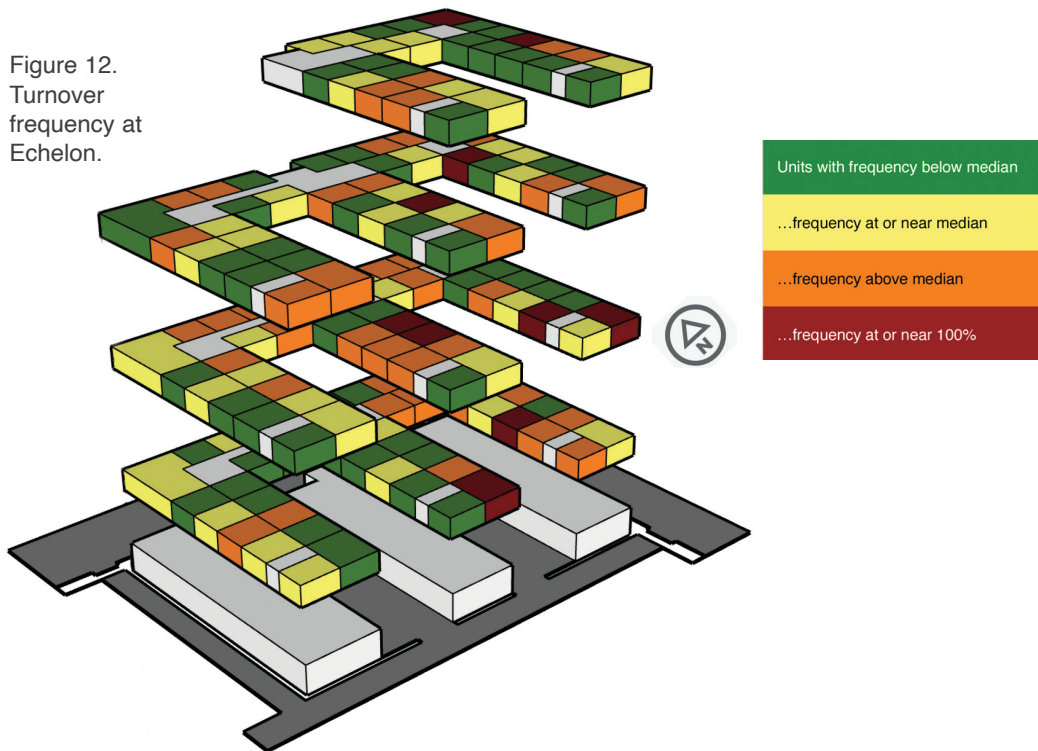 Figure 12.
Turnover
frequency at
Echelon.
Units with frequency below median
…frequency at or near median
…frequency above median
…frequency at or near 100%
N